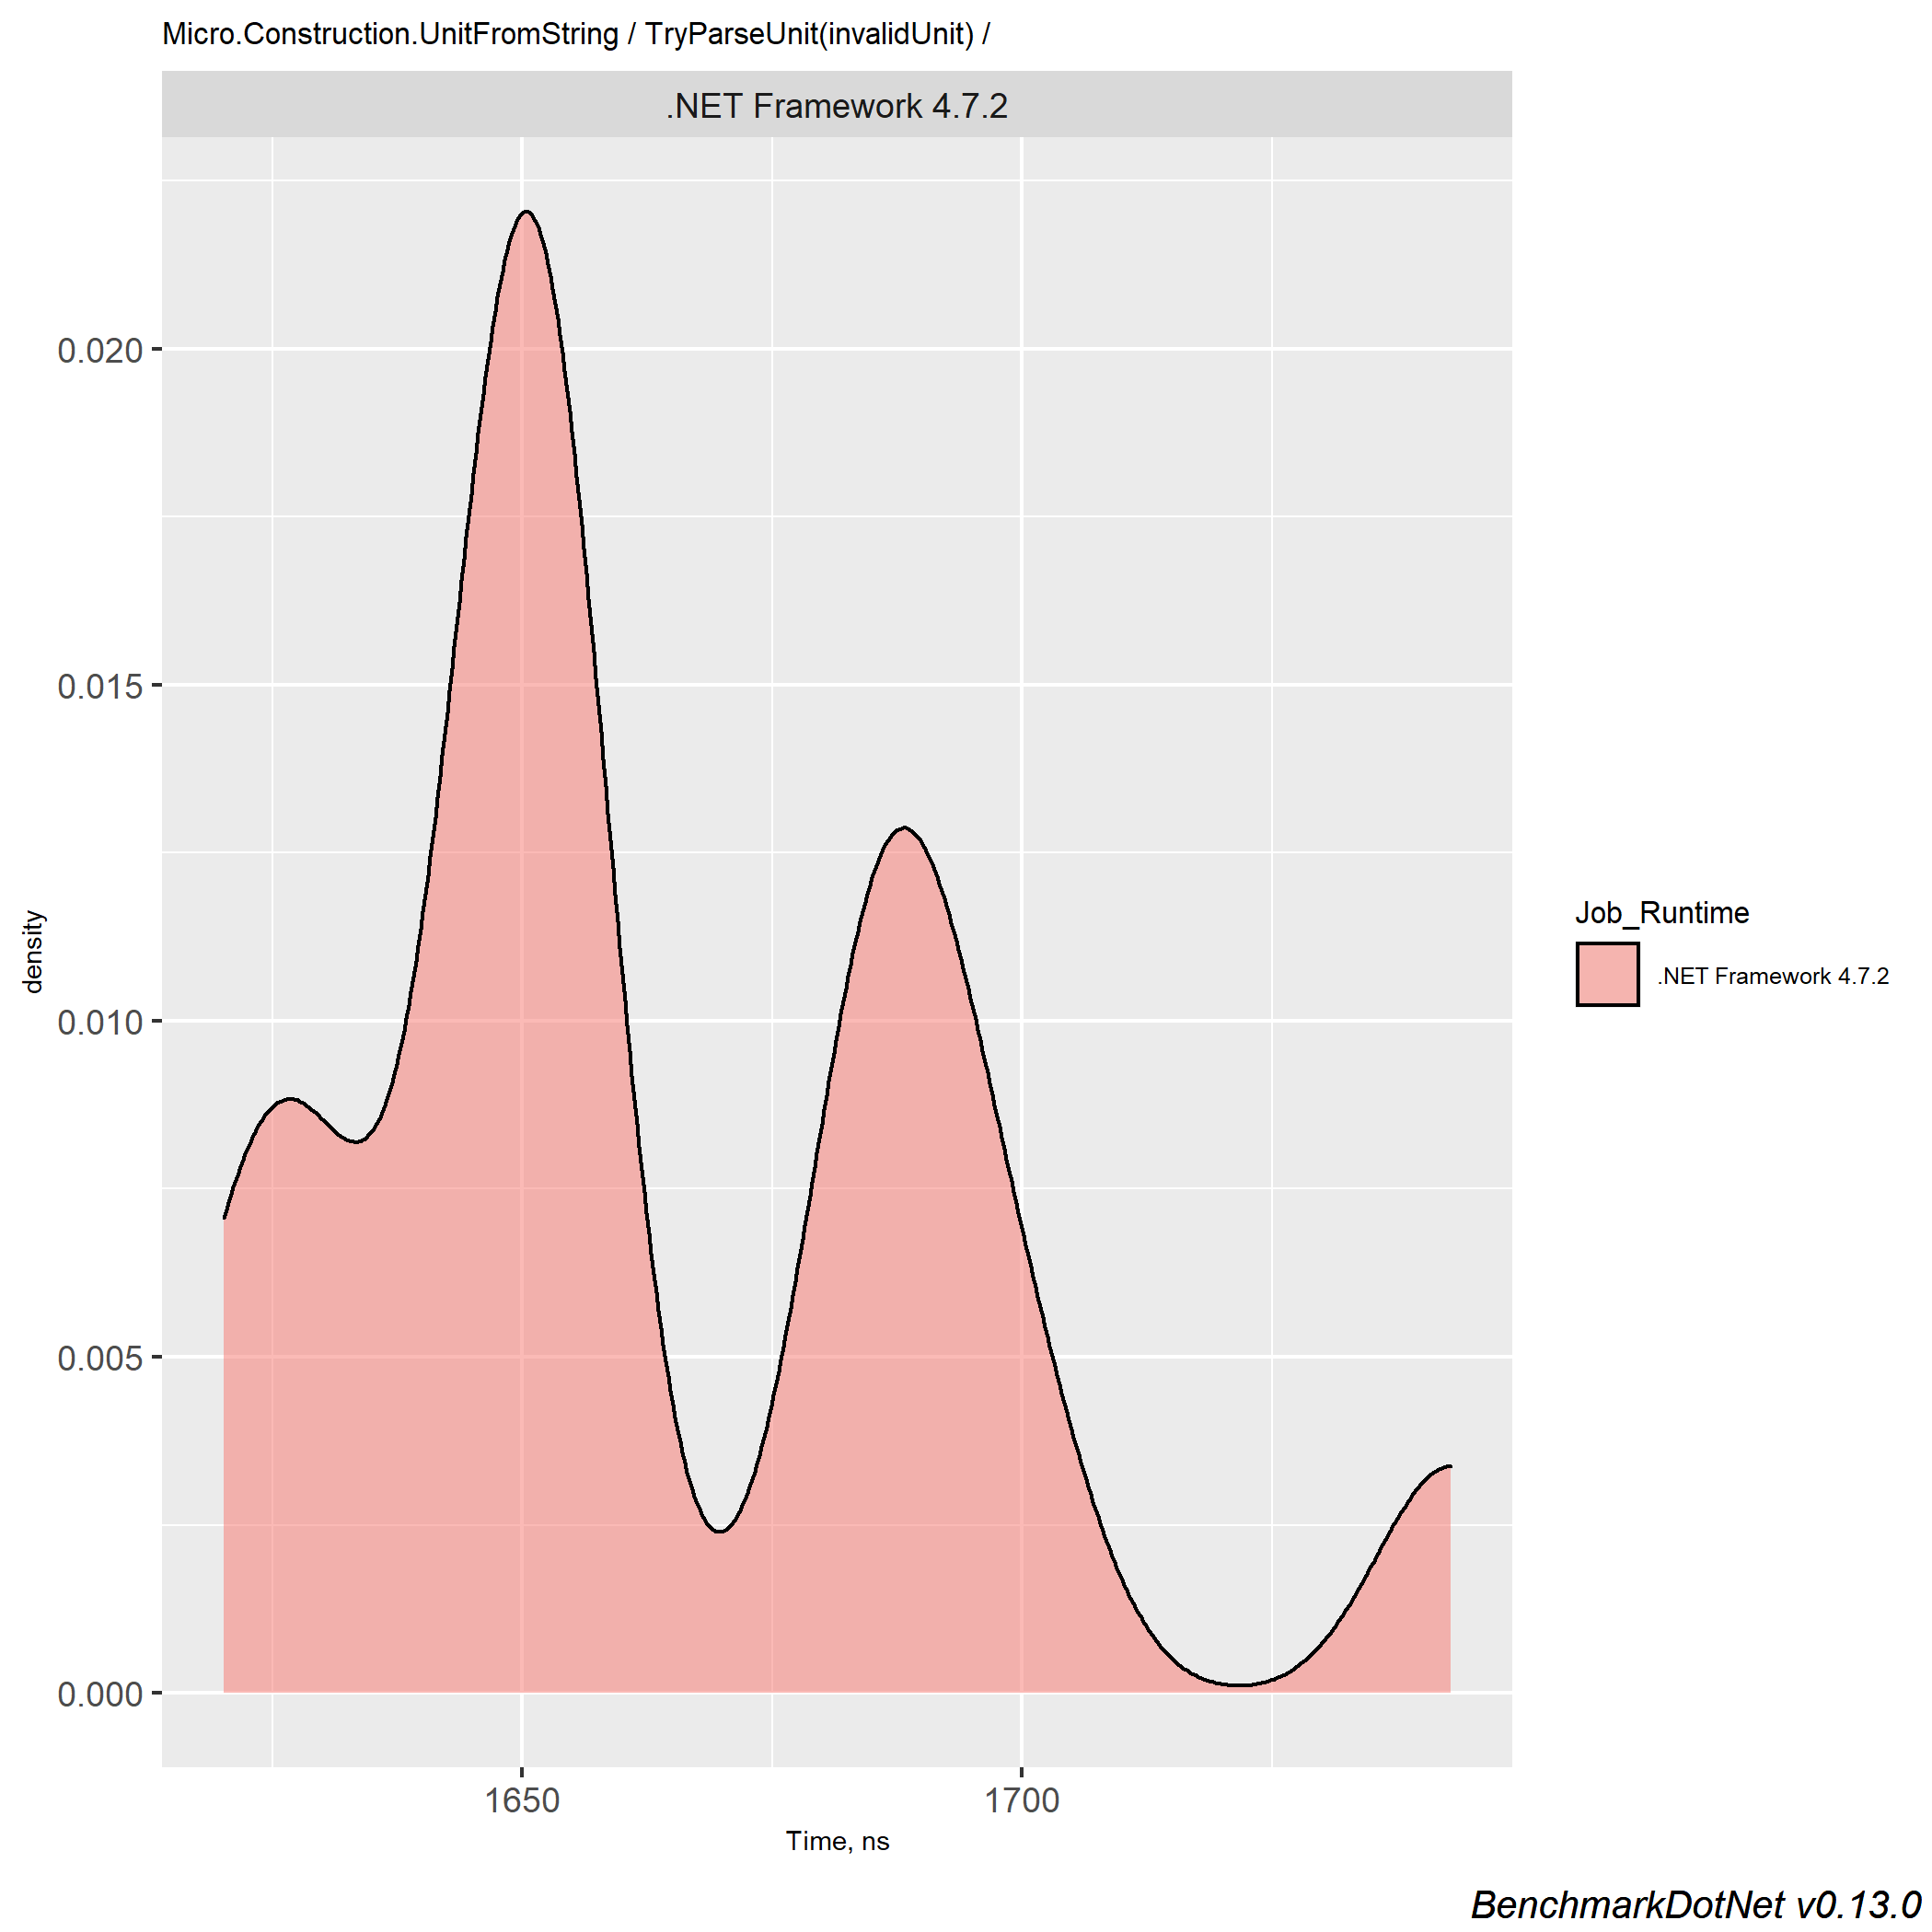 Micro.Construction.UnitFromString / TryParseUnit(invalidUnit) /
.NET Framework 4.7.2
0.020
0.015
0.010
0.005
0.000
density
1650 1700
Time, ns
Job_Runtime
.NET Framework 4.7.2
BenchmarkDotNet v0.13.0